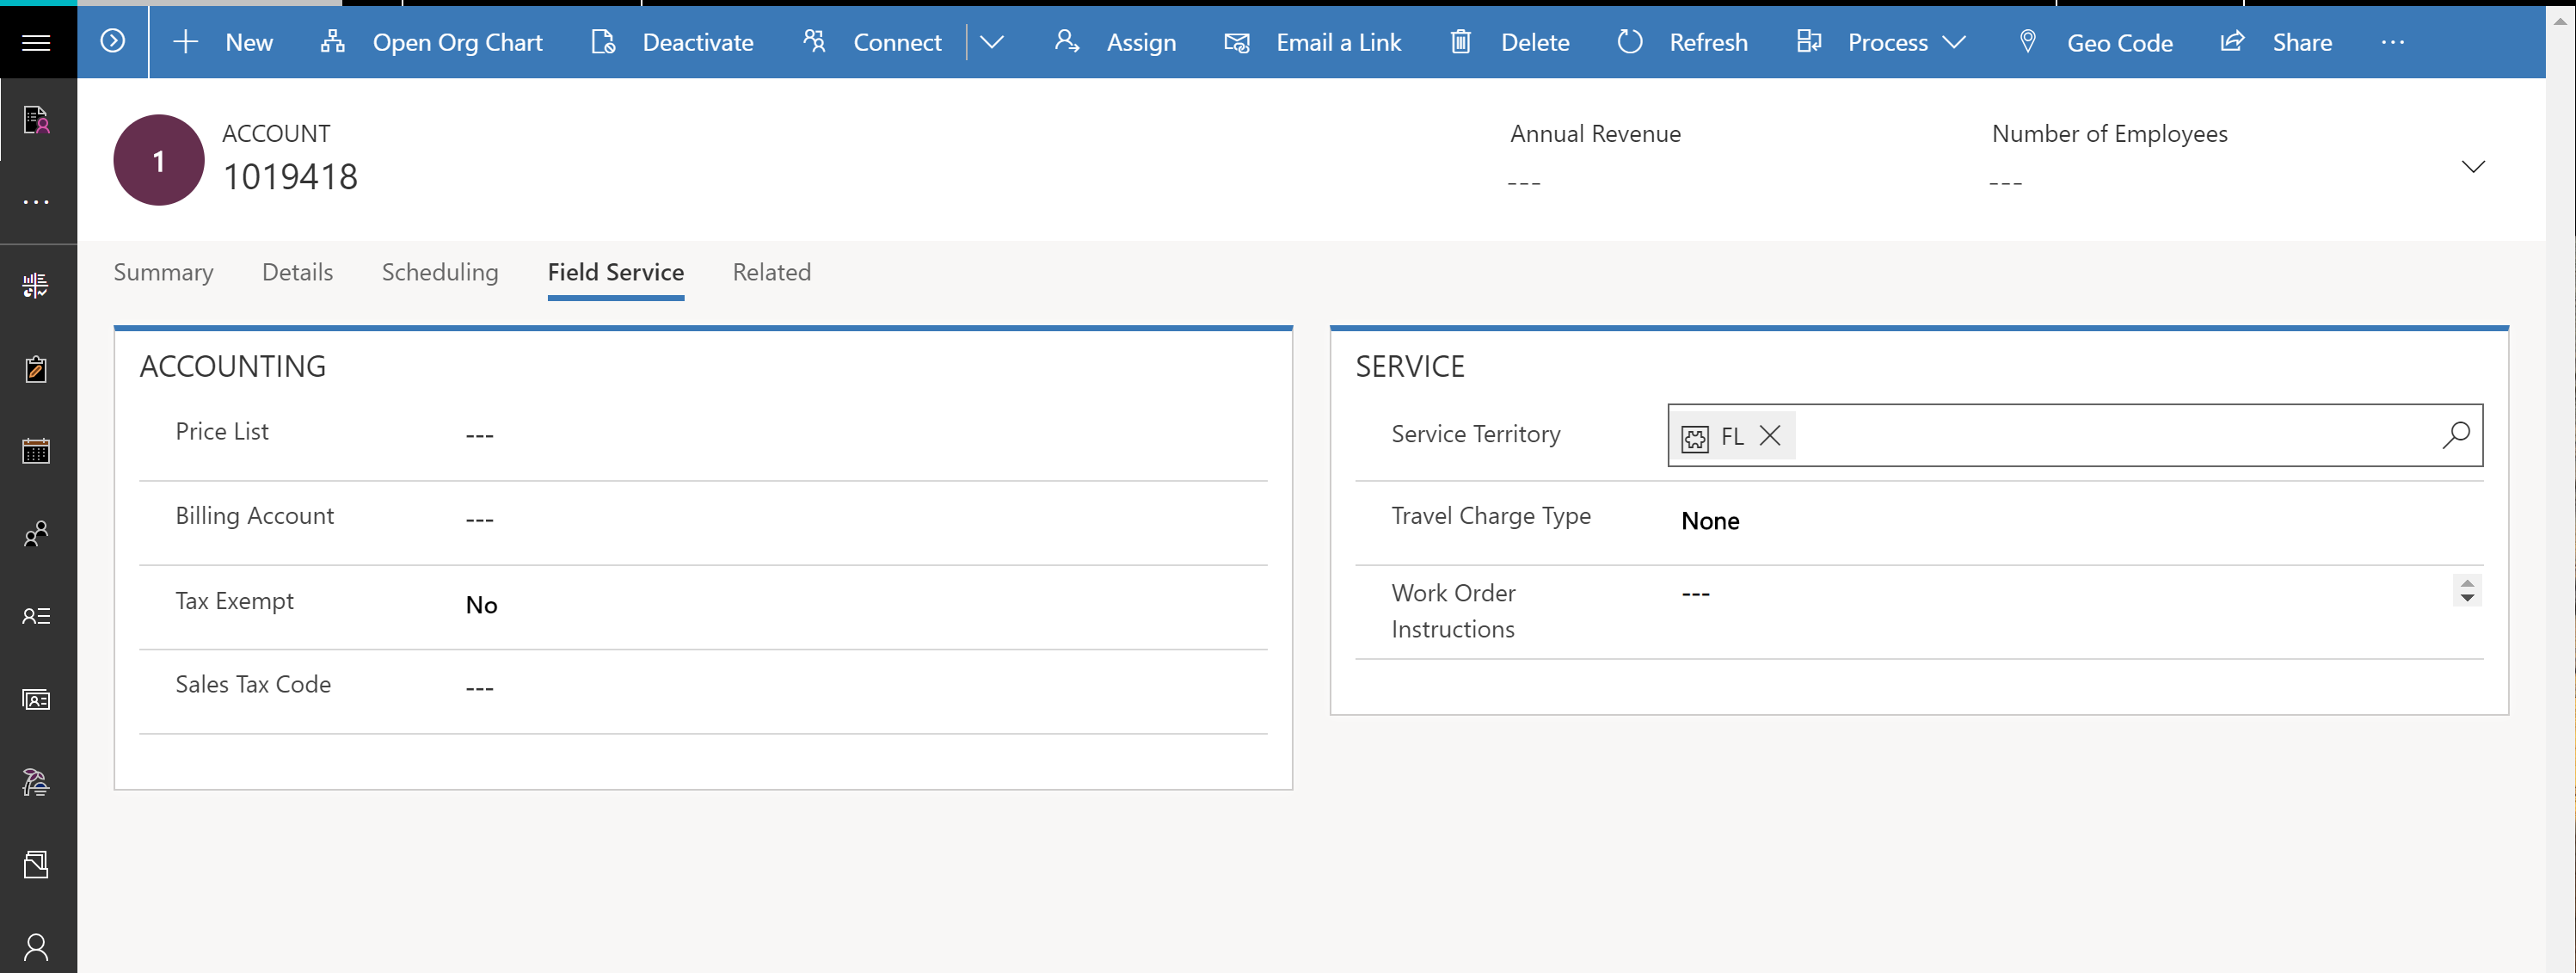 New Open Org Chart Deactivate Connect Assign Email a Link Delete Refresh Process Geo Code Share ...
1
ACCOUNT
1019418
Annual Revenue
---
Number of Employees
---
Summary Details Scheduling Field Service Related
ACCOUNTING
Price List ---
Billing Account ---
Tax Exempt No
Sales Tax Code ---
SERVICE
Service Territory FL
Travel Charge Type None
Work Order ---
Instructions